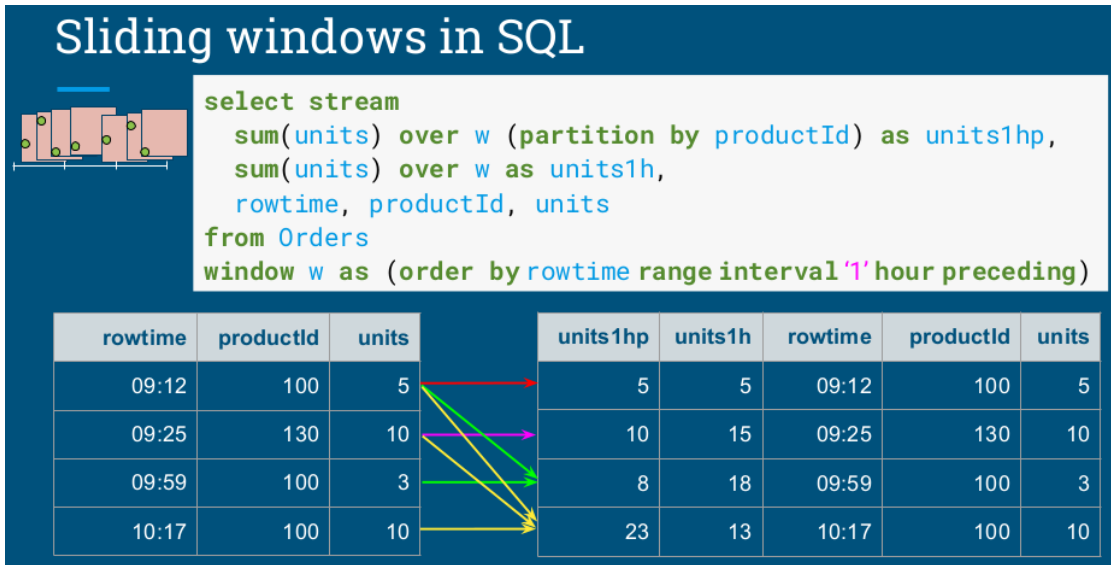 Sliding windows in SQL
select stream
sum(units) over w (partition by productId) as units1hp,
sum(units) over w as units1h,
rowtime, productId, units
from Orders
window w as (order by rowtime range interval ‘1’ hour preceding)
rowtime productId units
09:12 100 5
09:25 130 10
09:59 100 3
10:17 100 10
units1hp units1h rowtime productId units
5 5 09:12 100 5
10 15 09:25 130 10
8 18 09:59 100 3
23 13 10:17 100 10